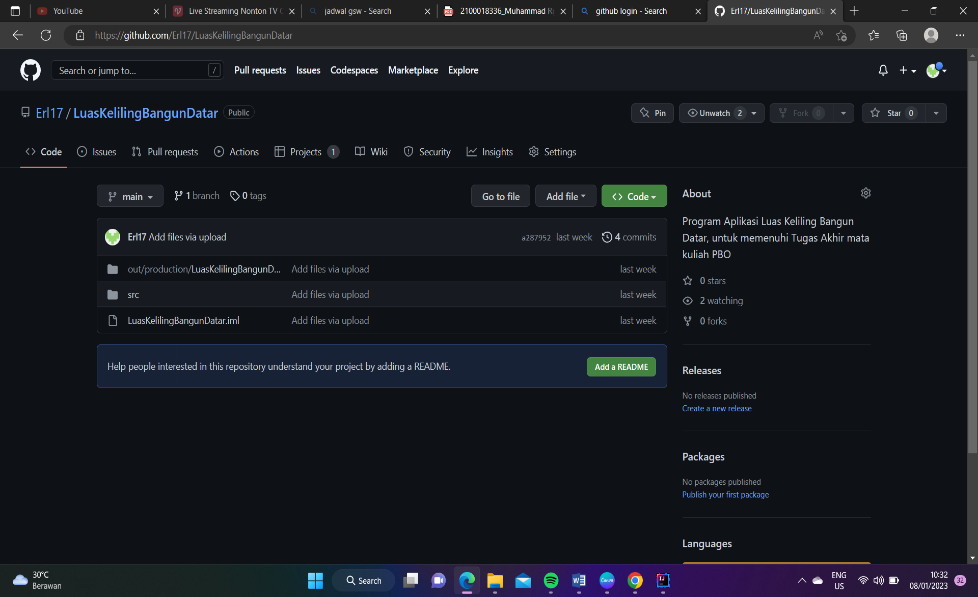 YouTube
Live Streaming Nonton TV
jadwal gsw - Search
2100018336_Muhammad R
github login - Search
Erl17/LuasKelilingBangunDa
https://github.com/Erl17/LuasKelilingBangunDatar
Search or jump to...
/
Pull requests
Issues
Codespaces
Marketplace
Explore
Erl17 / LuasKelilingBangunDatar
Public
Pin
Unwatch 2
Fork 0
Star 0
Code
Issues
Pull requests
Actions
Projects 1
Wiki
Security
Insights
Settings
main
1 branch
0 tags
Go to file
Add file
Code
Erl17 Add files via upload
a287952 last week
4 commits
out/production/LuasKelilingBangunD...
Add files via upload
last week
src
Add files via upload
last week
LuasKelilingBangunDatar.iml
Add files via upload
last week
Help people interested in this repository understand your project by adding a README.
Add a README
About
Program Aplikasi Luas Keliling Bangun
Datar, untuk memenuhi Tugas Akhir mata
kuliah PBO
0 stars
2 watching
0 forks
Releases
No releases published
Create a new release
Packages
No packages published
Publish your first package
Languages
30°C
Berawan
Search
ENG
US
10:32
08/01/2023
32